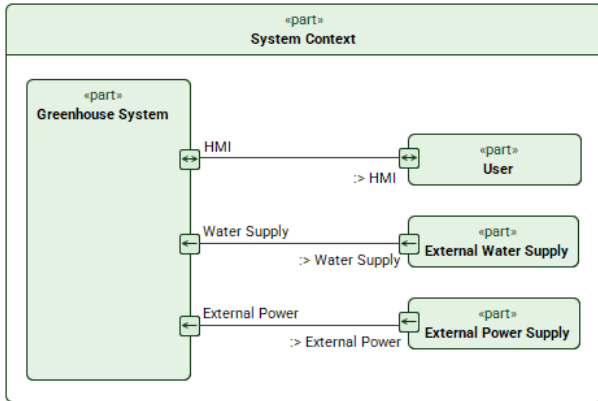 «part»
System Context
«part»
Greenhouse System
HMI
:> HMI
«part»
User
Water Supply
:> Water Supply
«part»
External Water Supply
External Power
:> External Power
«part»
External Power Supply